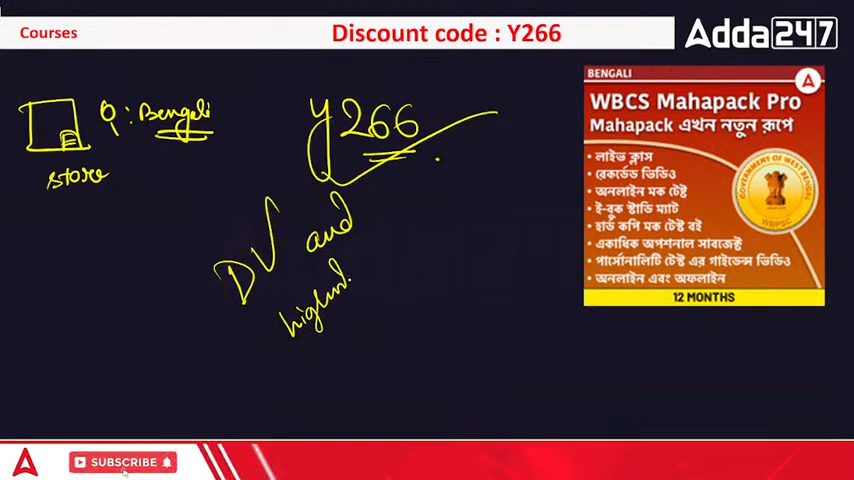 Courses
Discount code : Y266
Adda247
Q : Bengali
store
Y266
DV and
highest
BENGALI
WBCS Mahapack Pro
Mahapack এখন নতুন রূপে
• লাইভ ক্লাস
• রেকর্ডেড ভিডিও
• অনলাইন মক টেষ্ট
• ই-বুক স্টাডি ম্যাট
• হার্ড কপি মক টেস্ট বই
• একাধিক অপশনাল সাবজেক্ট
• পার্সোনালিটি টেস্ট এর গাইডেন্স ভিডিও
• অনলাইন এবং অফলাইন
GOVERNMENT OF WEST BENGAL
WBPSC
12 MONTHS
SUBSCRIBE